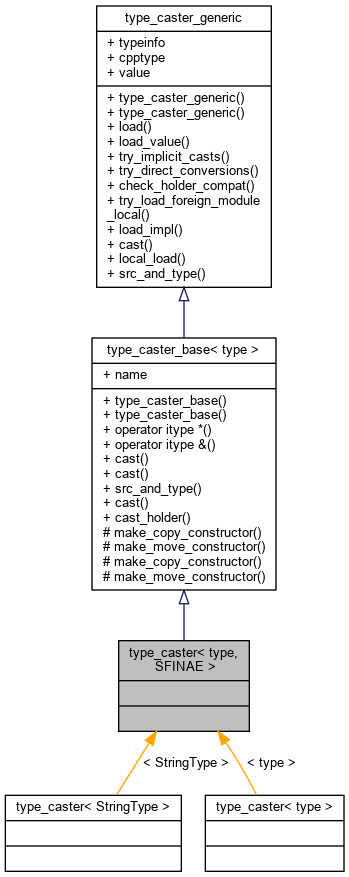 type_caster_generic
+ typeinfo
+ cpptype
+ value
+ type_caster_generic()
+ type_caster_generic()
+ load()
+ load_value()
+ try_implicit_casts()
+ try_direct_conversions()
+ check_holder_compat()
+ try_load_foreign_module
_local()
+ load_impl()
+ cast()
+ local_load()
+ src_and_type()
type_caster_base< type >
+ name
+ type_caster_base()
+ type_caster_base()
+ operator itype *()
+ operator itype &()
+ cast()
+ cast()
+ src_and_type()
+ cast()
+ cast_holder()
# make_copy_constructor()
# make_move_constructor()
# make_copy_constructor()
# make_move_constructor()
type_caster< type,
SFINAE >
< StringType >
< type >
type_caster< StringType >
type_caster< type >